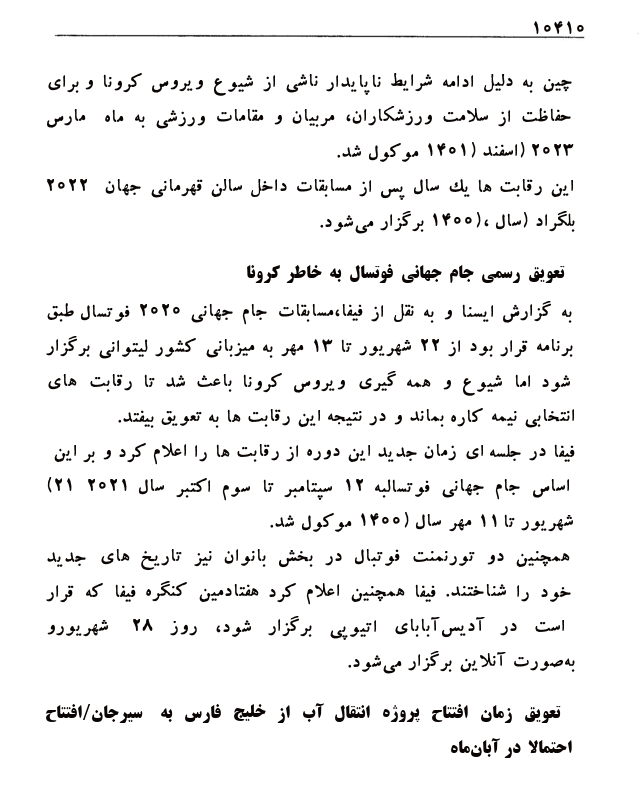 ۱۰۴۱۰
چین به دلیل ادامه شرایط ناپایدار ناشی از شیوع ویروس کرونا و برای
حفاظت از سلامت ورزشکاران، مربیان و مقامات ورزشی به ماه مارس
۲۰۲۳ (اسفند (۱۴۰۱ موکول شد.
این رقابت ها یك سال پس از مسابقات داخل سالن قهرمانی جهان ۲۰۲۲
بلگراد (سال ،(۱۴۰۰ برگزار می‌شود.
تعویق رسمی جام جهانی فوتسال به خاطر کرونا
به گزارش ایسنا و به نقل از فیفا،مسابقات جام جهانی ۲۰۲۰ فوتسال طبق
برنامه قرار بود از ۲۲ شهریور تا ۱۳ مهر به میزبانی کشور لیتوانی برگزار
شود اما شیوع و همه گیری ویروس کرونا باعث شد تا رقابت های
انتخابی نیمه کاره بماند و در نتیجه این رقابت ها به تعویق بیفتد.
فیفا در جلسه ای زمان جدید این دوره از رقابت ها را اعلام کرد و بر این
اساس جام جهانی فوتسالبه ۱۲ سپتامبر تا سوم اکتبر سال ۲۰۲۱ ۲۱)
شهریور تا ۱۱ مهر سال (۱۴۰۰ موکول شد.
همچنین دو تورنمنت فوتبال در بخش بانوان نیز تاریخ های جدید
خود را شناختند. فیفا همچنین اعلام کرد هفتادمین کنگره فیفا که قرار
است در آدیس‌آبابای اتیوپی برگزار شود، روز ۲۸ شهریورو
به‌صورت آنلاین برگزار می‌شود.
تعویق زمان افتتاح پروژه انتقال آب از خلیج فارس به سیرجان/افتتاح
احتمالا در آبان‌ماه